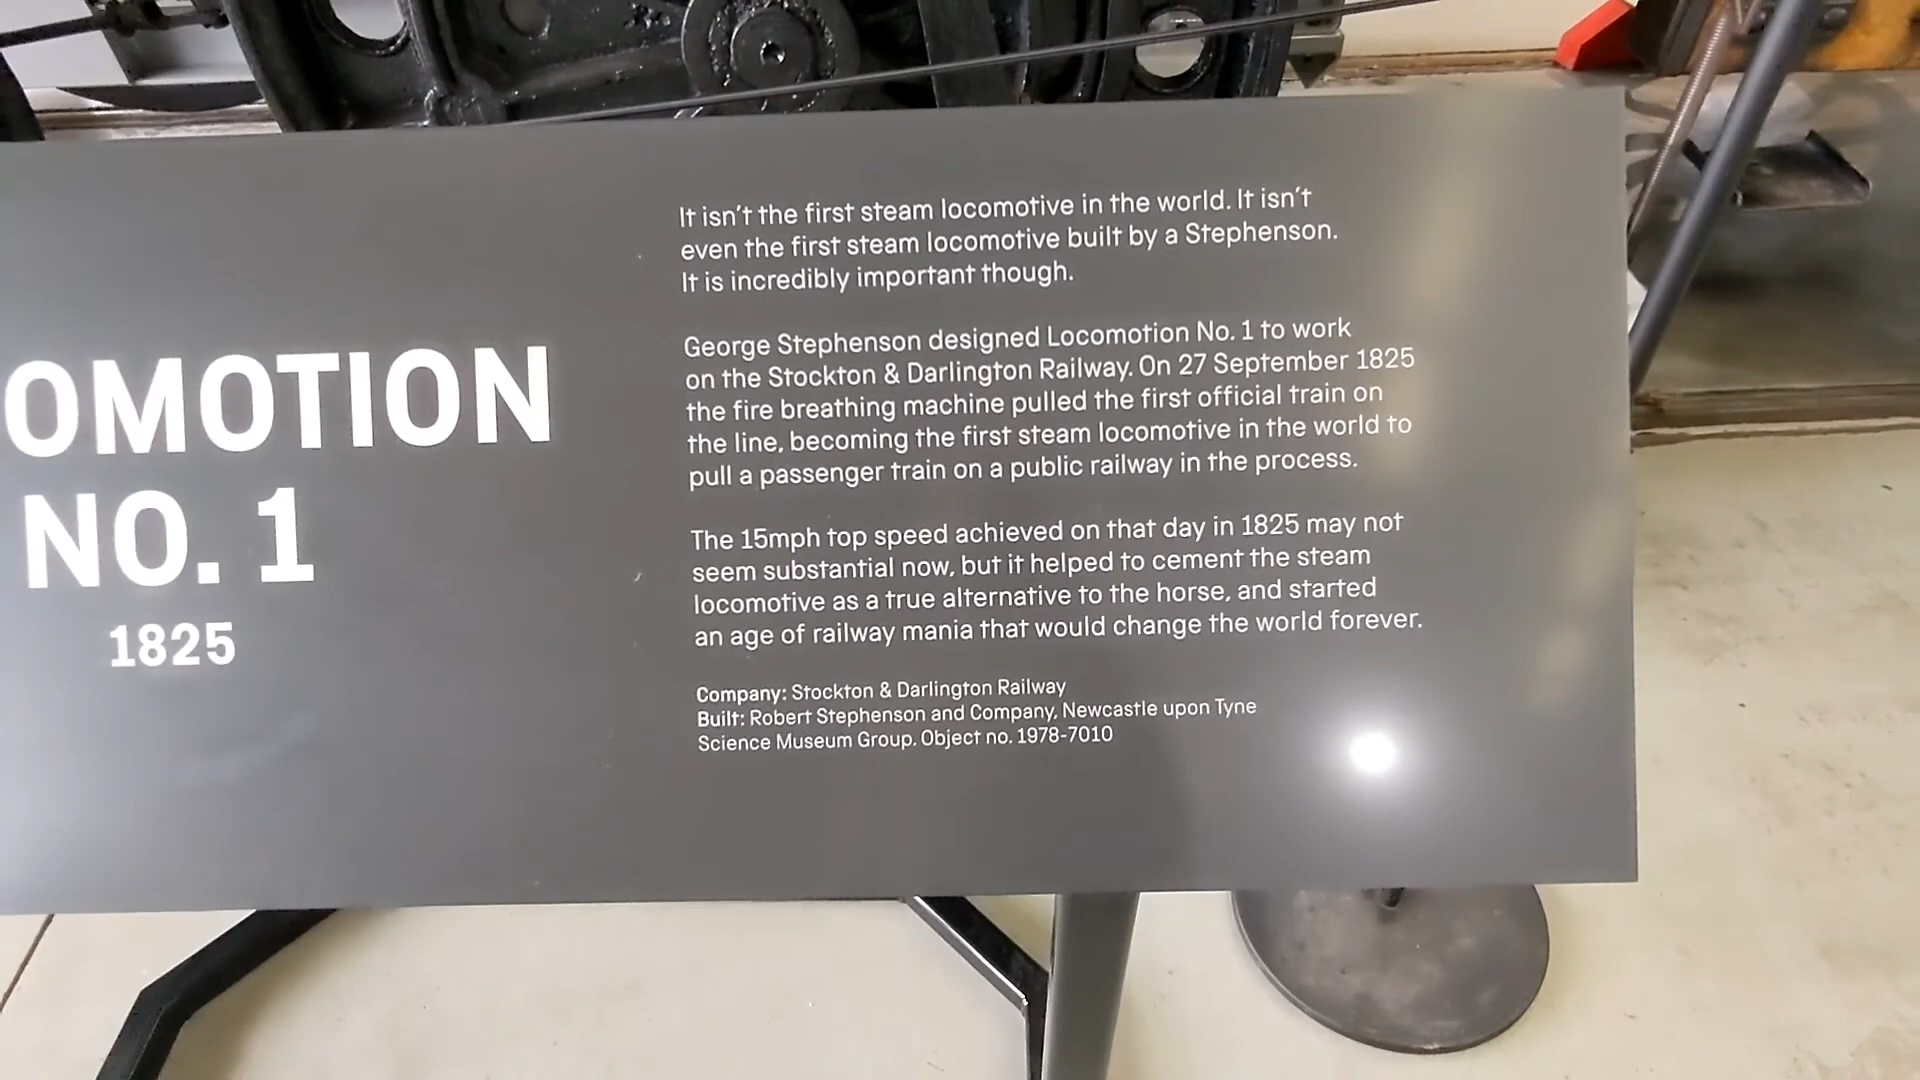 OMOTION
NO. 1
1825
It isn't the first steam locomotive in the world. It isn't
even the first steam locomotive built by a Stephenson.
It is incredibly important though.
George Stephenson designed Locomotion No. 1 to work
on the Stockton & Darlington Railway. On 27 September 1825
the fire breathing machine pulled the first official train on
the line, becoming the first steam locomotive in the world to
pull a passenger train on a public railway in the process.
The 15mph top speed achieved on that day in 1825 may not
seem substantial now, but it helped to cement the steam
locomotive as a true alternative to the horse, and started
an age of railway mania that would change the world forever.
Company: Stockton & Darlington Railway
Built: Robert Stephenson and Company, Newcastle upon Tyne
Science Museum Group. Object no. 1978-7010